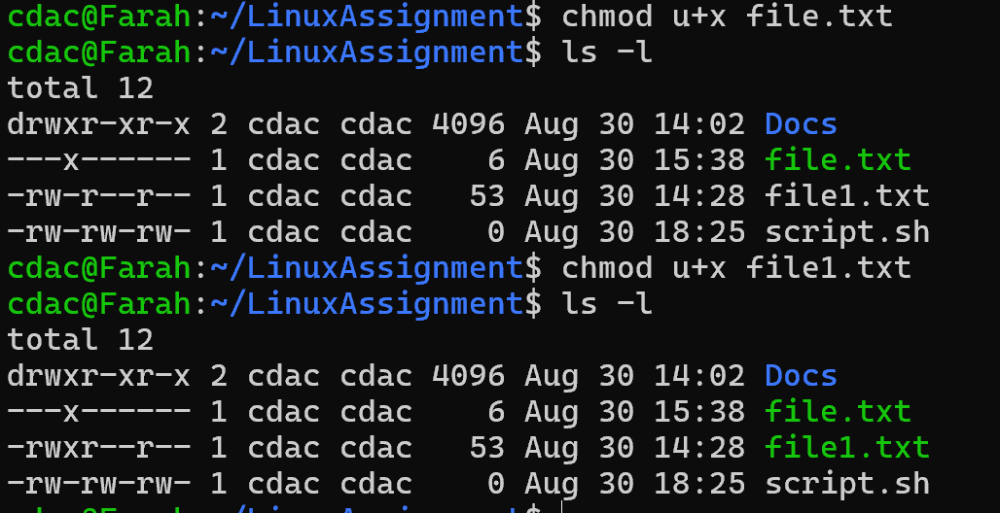 cdac@Farah:~/LinuxAssignment$ chmod u+x file.txt
cdac@Farah:~/LinuxAssignment$ ls -l
total 12
drwxr-xr-x 2 cdac cdac 4096 Aug 30 14:02 Docs
---x------ 1 cdac cdac    6 Aug 30 15:38 file.txt
-rw-r--r-- 1 cdac cdac   53 Aug 30 14:28 file1.txt
-rw-rw-rw- 1 cdac cdac    0 Aug 30 18:25 script.sh
cdac@Farah:~/LinuxAssignment$ chmod u+x file1.txt
cdac@Farah:~/LinuxAssignment$ ls -l
total 12
drwxr-xr-x 2 cdac cdac 4096 Aug 30 14:02 Docs
---x------ 1 cdac cdac    6 Aug 30 15:38 file.txt
-rwxr--r-- 1 cdac cdac   53 Aug 30 14:28 file1.txt
-rw-rw-rw- 1 cdac cdac    0 Aug 30 18:25 script.sh